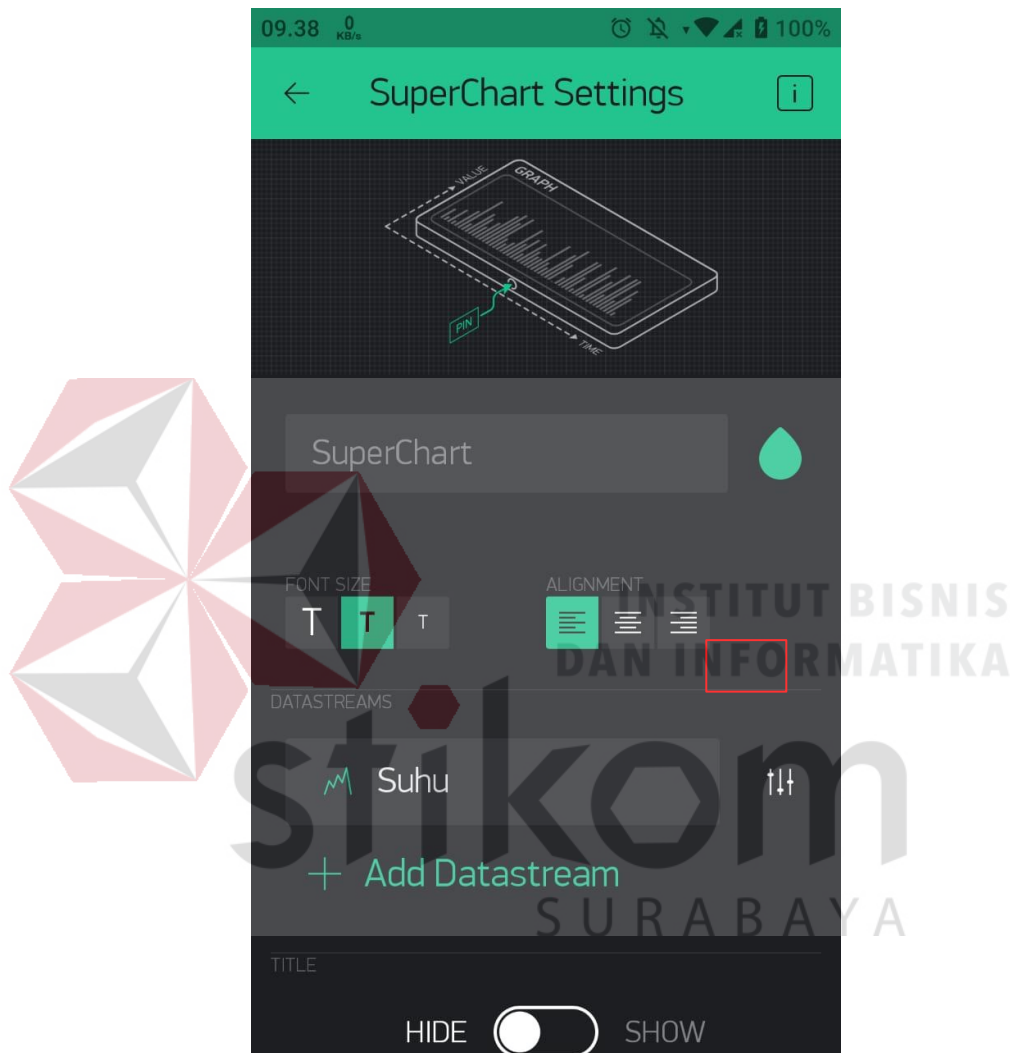 09.38 0 KB/s 100%
SuperChart Settings i
VALUE
GRAPH
PIN
TIME
SuperChart
FONT SIZE ALIGNMENT
T T T
INSTITUT BISNIS
DAN INFORMATIKA
DATASTREAMS
stikom
Suhu
+ Add Datastream
SURABAYA
TITLE
HIDE SHOW